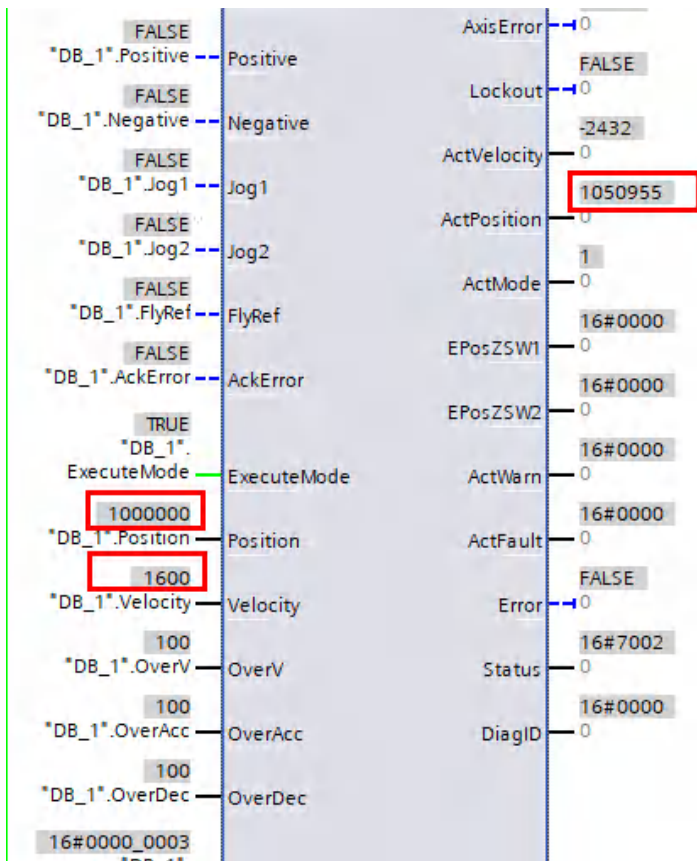 FALSE
"DB_1".Positive Positive
FALSE
"DB_1".Negative Negative
FALSE
"DB_1".Jog1 Jog1
FALSE
"DB_1".Jog2 Jog2
FALSE
"DB_1".FlyRef FlyRef
FALSE
"DB_1".AckError AckError
TRUE
"DB_1".
ExecuteMode ExecuteMode
1000000
"DB_1".Position Position
1600
"DB_1".Velocity Velocity
100
"DB_1".OverV OverV
100
"DB_1".OverAcc OverAcc
100
"DB_1".OverDec OverDec
16#0000_0003
AxisError 0
FALSE
Lockout 0
-2432
ActVelocity 0
1050955
ActPosition 0
1
ActMode 0
16#0000
EPosZSW1 0
16#0000
EPosZSW2 0
16#0000
ActWarn 0
16#0000
ActFault 0
FALSE
Error 0
16#7002
Status 0
16#0000
DiagID 0